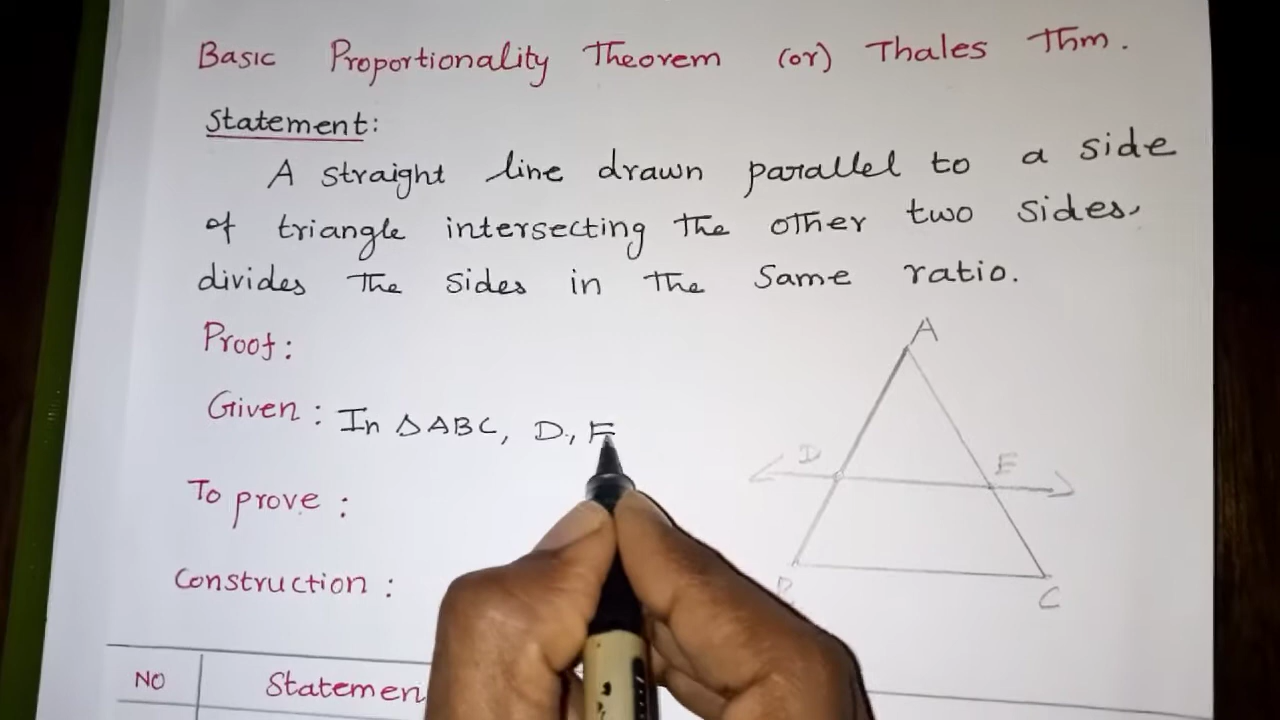 Basic Proportionality Theorem (or) Thales Thm.
Statement:
A straight line drawn parallel to a side
of triangle intersecting the other two sides,
divides the sides in the same ratio.
Proof:
A
Given: In ΔABC, D, E
D
E
To prove:
Construction:
B
C
NO
Statemen